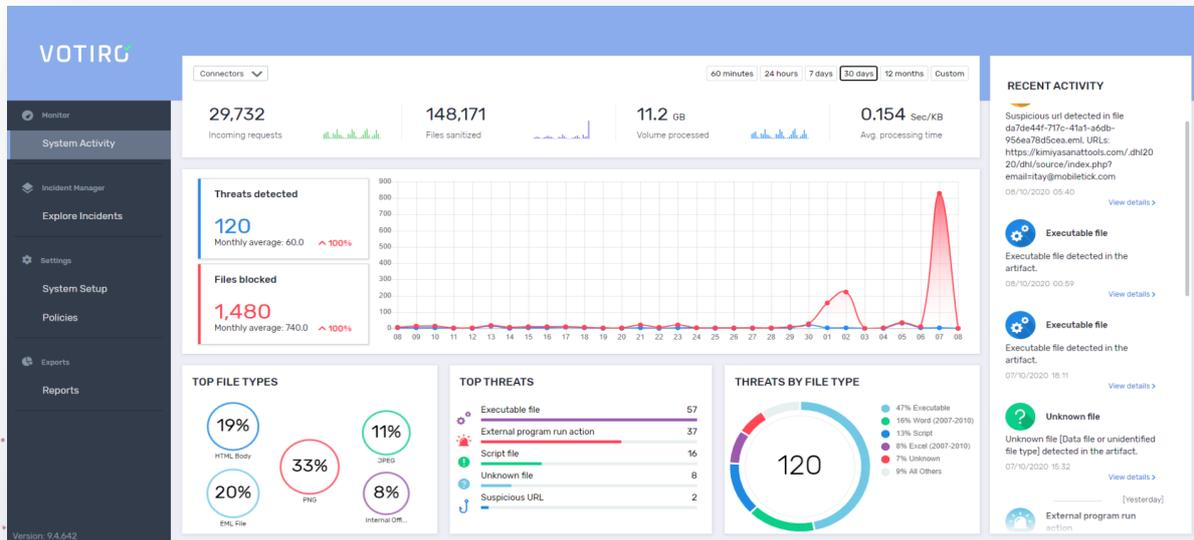 VOTIRO
Monitor
System Activity
Incident Manager
Explore Incidents
Settings
System Setup
Policies
Exports
Reports
Version: 9.4.642
Connectors
60 minutes
24 hours
7 days
30 days
12 months
Custom
29,732
Incoming requests
148,171
Files sanitized
11.2 GB
Volume processed
0.154 Sec/KB
Avg. processing time
Threats detected
120
Monthly average: 60.0
100%
Files blocked
1,480
Monthly average: 740.0
100%
900
800
700
600
500
400
300
200
100
0
08 09 10 11 12 13 14 15 16 17 18 19 20 21 22 23 24 25 26 27 28 29 30 01 02 03 04 05 06 07 08
TOP FILE TYPES
19%
HTML Body
11%
JPEG
33%
PNG
20%
EML File
8%
Internal Offi...
TOP THREATS
Executable file 57
External program run action 37
Script file 16
Unknown file 8
Suspicious URL 2
THREATS BY FILE TYPE
120
47% Executable
16% Word (2007-2010)
13% Script
8% Excel (2007-2010)
7% Unknown
9% All Others
RECENT ACTIVITY
Suspicious url detected in file
da7de44f-717c-41a1-a6db-
956ea78d5cea.eml, URLs:
https://kimiyasanattools.com/.dhl20
20/dhl/source/index.php?
email=itay@mobiletick.com
08/10/2020 05:40
View details >
Executable file
Executable file detected in the
artifact.
08/10/2020 00:59
View details >
Executable file
Executable file detected in the
artifact.
07/10/2020 18:11
View details >
Unknown file
Unknown file [Data file or unidentified
file type] detected in the artifact.
07/10/2020 15:32
View details >
[Yesterday]
External program run
action